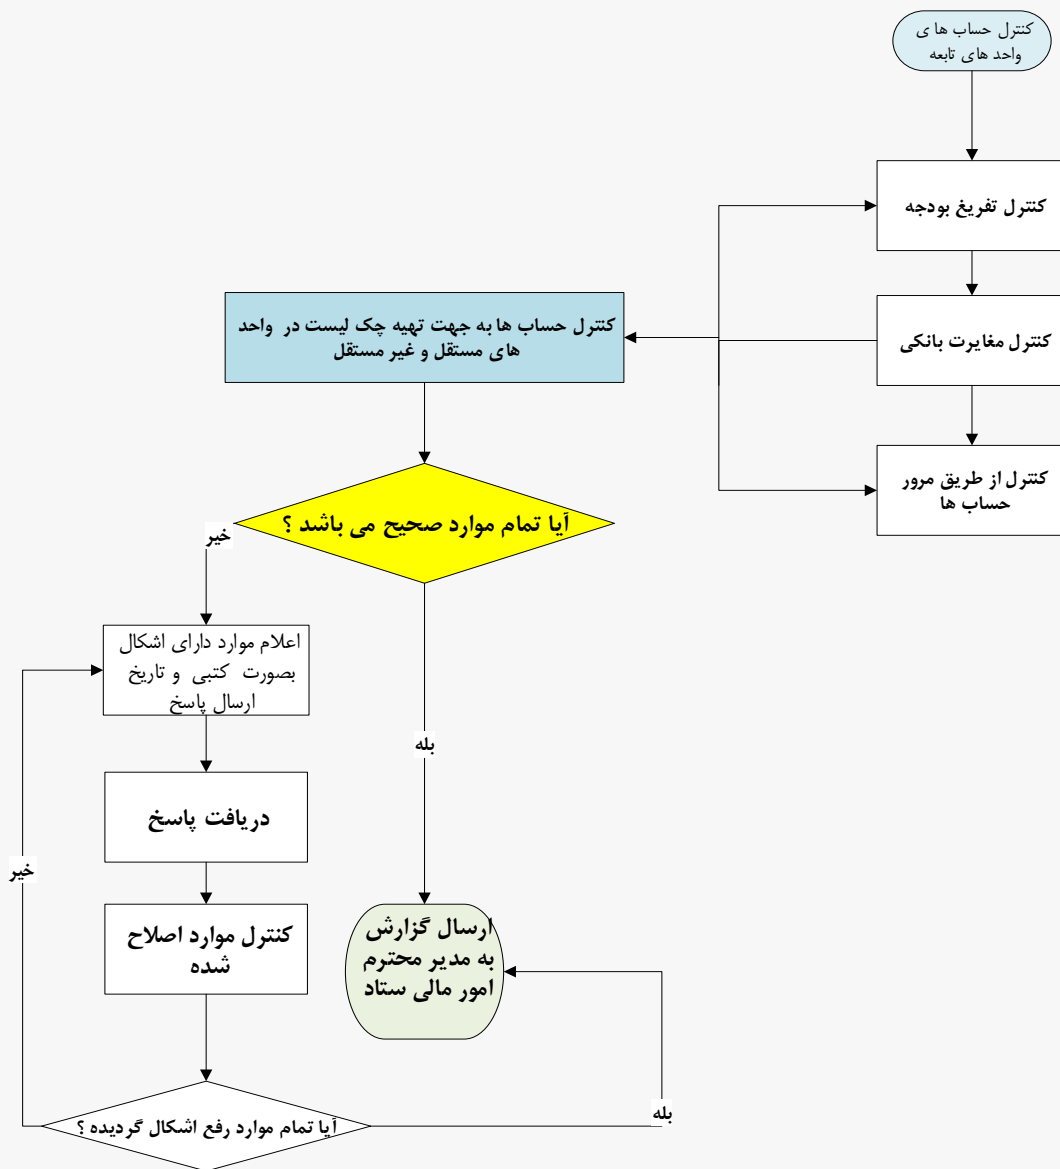 کنترل حساب ها ی
واحد های تابعه
کنترل تفریغ بودجه
کنترل مغایرت بانکی
کنترل از طریق مرور
حساب ها
کنترل حساب ها به جهت تهیه چک لیست در واحد
های مستقل و غیر مستقل
آیا تمام موارد صحیح می باشد ؟
خیر
اعلام موارد دارای اشکال
بصورت کتبی و تاریخ
ارسال پاسخ
بله
دریافت پاسخ
خیر
کنترل موارد اصلاح
شده
ارسال گزارش
به مدیر محترم
امور مالی ستاد
آیا تمام موارد رفع اشکال گردیده ؟
بله